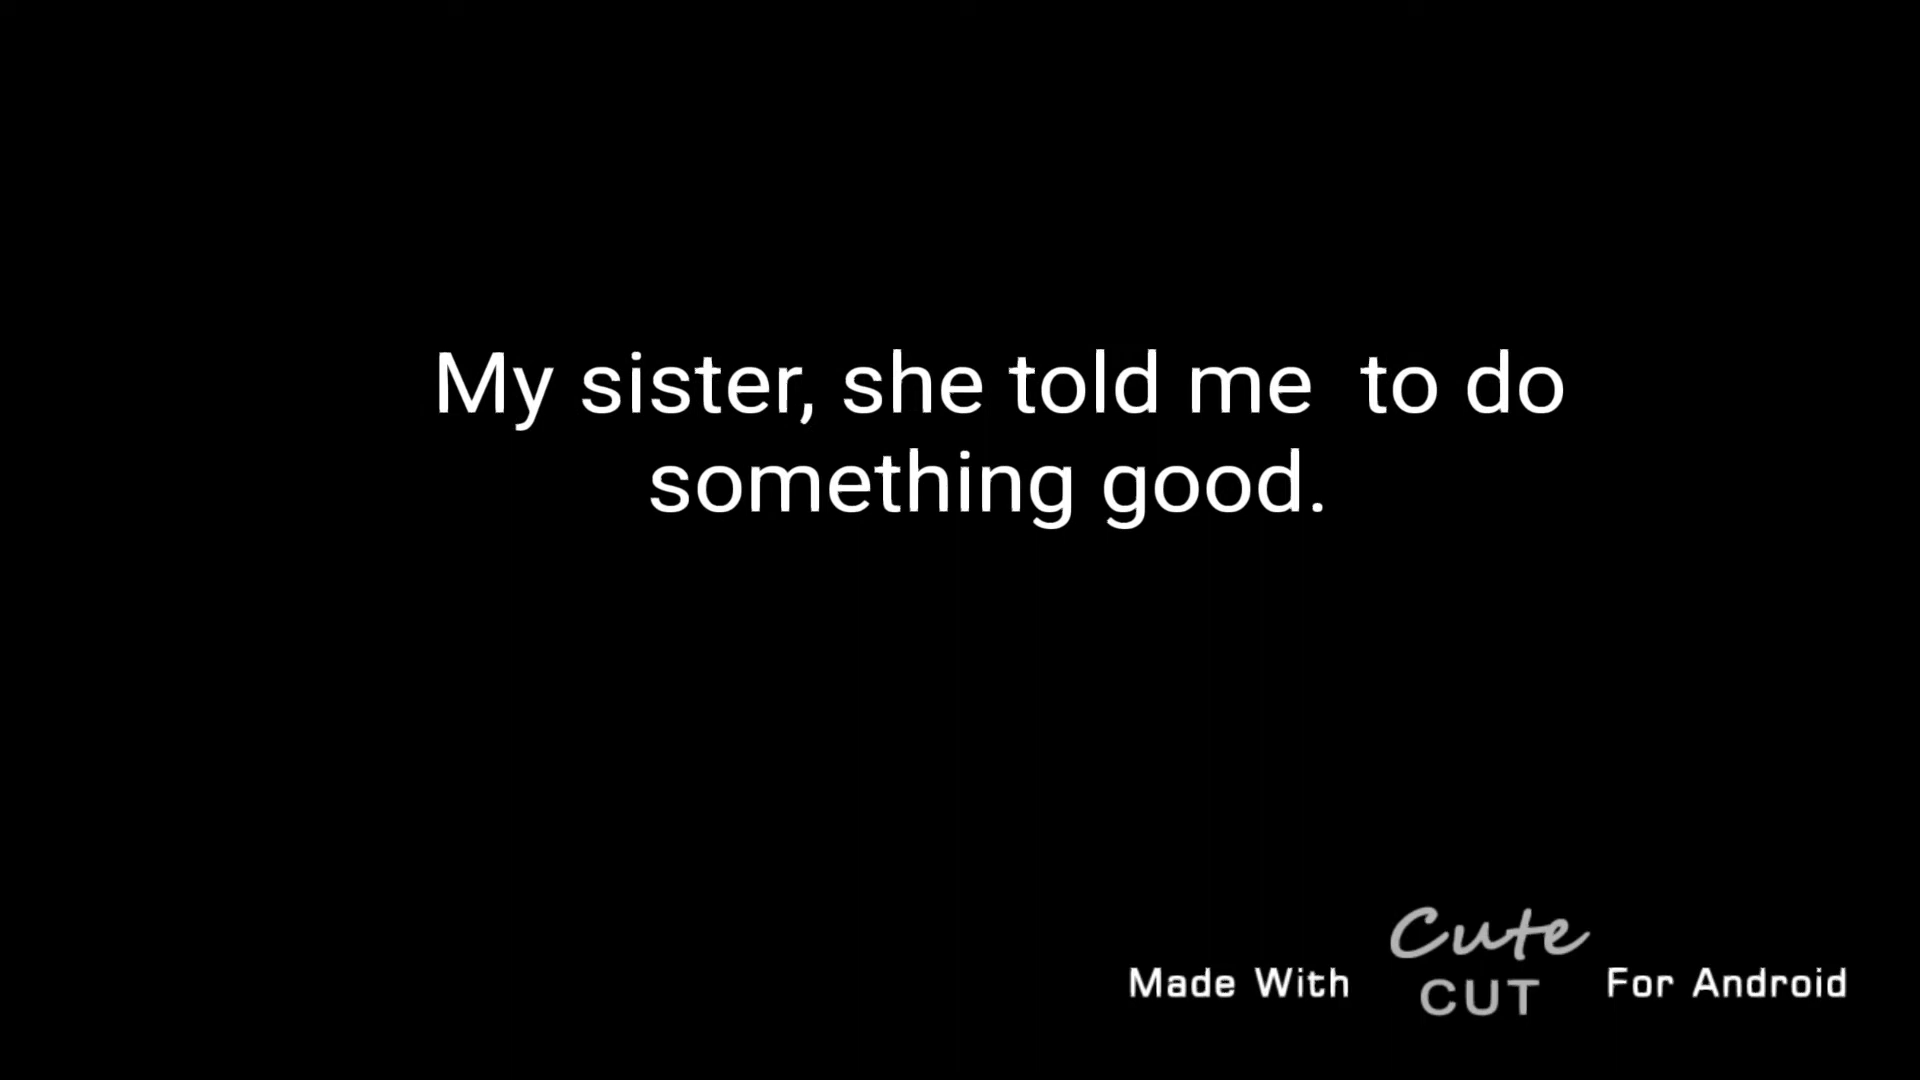 My sister, she told me  to do
something good.
Made With Cute CUT For Android